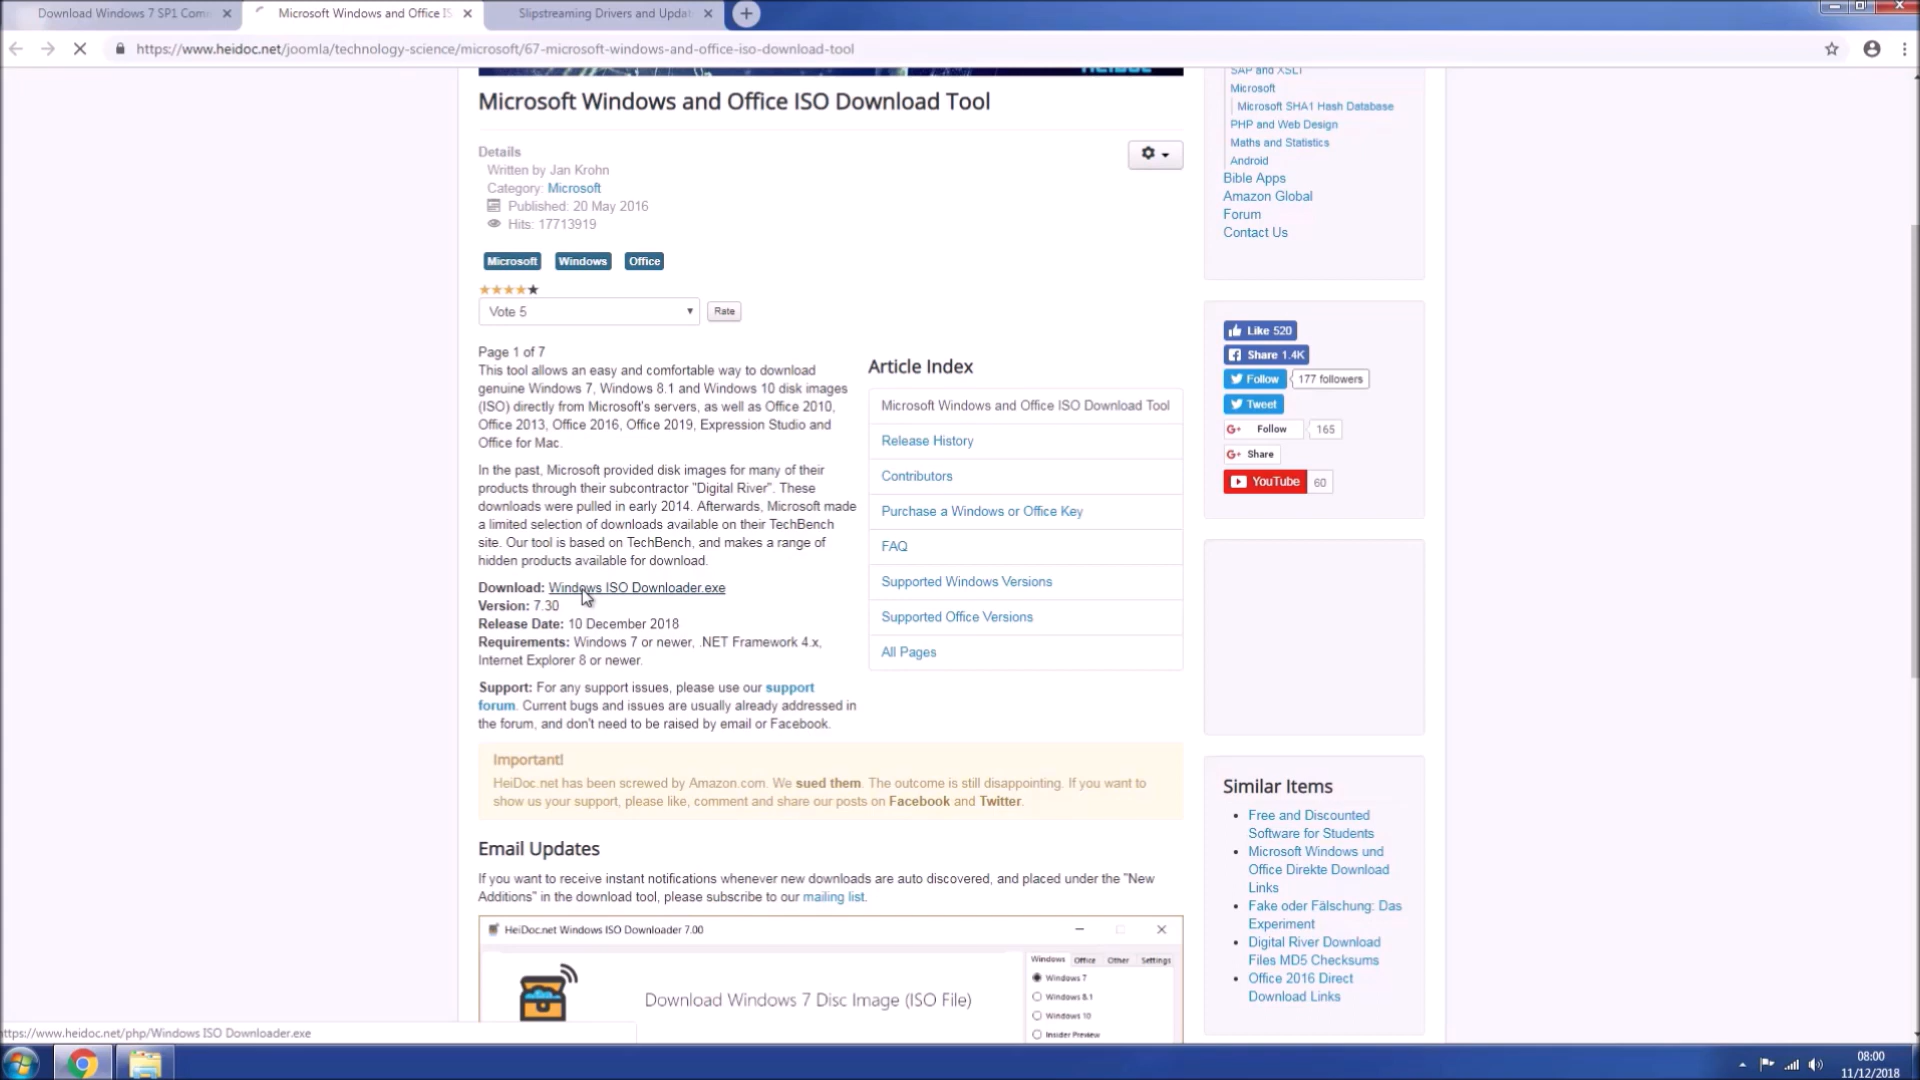 Download Windows 7 SP1 Com
Microsoft Windows and Office IS
Slipstreaming Drivers and Updat
https://www.heidoc.net/joomla/technology-science/microsoft/67-microsoft-windows-and-office-iso-download-tool
Microsoft Windows and Office ISO Download Tool
Details
Written by Jan Krohn
Category: Microsoft
Published: 20 May 2016
Hits: 17713919
Microsoft Windows Office
Vote 5
Rate
Page 1 of 7
This tool allows an easy and comfortable way to download
genuine Windows 7, Windows 8.1 and Windows 10 disk images
(ISO) directly from Microsoft's servers, as well as Office 2010,
Office 2013, Office 2016, Office 2019, Expression Studio and
Office for Mac.
In the past, Microsoft provided disk images for many of their
products through their subcontractor "Digital River". These
downloads were pulled in early 2014. Afterwards, Microsoft made
a limited selection of downloads available on their TechBench
site. Our tool is based on TechBench, and makes a range of
hidden products available for download.
Download: Windows ISO Downloader.exe
Version: 7.30
Release Date: 10 December 2018
Requirements: Windows 7 or newer, .NET Framework 4.x,
Internet Explorer 8 or newer.
Support: For any support issues, please use our support
forum. Current bugs and issues are usually already addressed in
the forum, and don't need to be raised by email or Facebook.
Article Index
Microsoft Windows and Office ISO Download Tool
Release History
Contributors
Purchase a Windows or Office Key
FAQ
Supported Windows Versions
Supported Office Versions
All Pages
Important!
HeiDoc.net has been screwed by Amazon.com. We sued them. The outcome is still disappointing. If you want to
show us your support, please like, comment and share our posts on Facebook and Twitter.
Email Updates
If you want to receive instant notifications whenever new downloads are auto discovered, and placed under the "New
Additions" in the download tool, please subscribe to our mailing list.
HeiDoc.net Windows ISO Downloader 7.00
Download Windows 7 Disc Image (ISO File)
Windows Office Other Settings
Windows 7
Windows 8.1
Windows 10
Insider Preview
SAP and XSLT
Microsoft
Microsoft SHA1 Hash Database
PHP and Web Design
Maths and Statistics
Android
Bible Apps
Amazon Global
Forum
Contact Us
Like 520
Share 1.4K
Follow 177 followers
Tweet
G+ Follow 165
G+ Share
YouTube 60
Similar Items
Free and Discounted
Software for Students
Microsoft Windows und
Office Direkte Download
Links
Fake oder Fälschung: Das
Experiment
Digital River Download
Files MD5 Checksums
Office 2016 Direct
Download Links
ttps://www.heidoc.net/php/Windows ISO Downloader.exe
08:00
11/12/2018